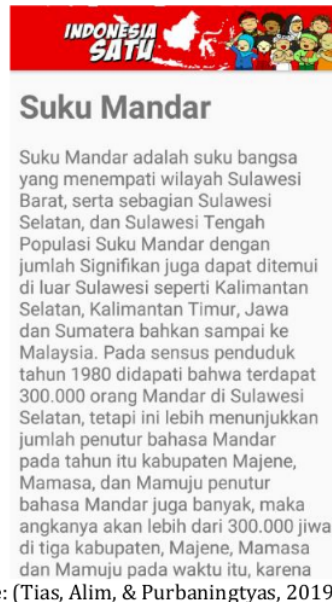 INDONESIA
SATU
Suku Mandar
Suku Mandar adalah suku bangsa
yang menempati wilayah Sulawesi
Barat, serta sebagian Sulawesi
Selatan, dan Sulawesi Tengah
Populasi Suku Mandar dengan
jumlah Signifikan juga dapat ditemui
di luar Sulawesi seperti Kalimantan
Selatan, Kalimantan Timur, Jawa
dan Sumatera bahkan sampai ke
Malaysia. Pada sensus penduduk
tahun 1980 didapati bahwa terdapat
300.000 orang Mandar di Sulawesi
Selatan, tetapi ini lebih menunjukkan
jumlah penutur bahasa Mandar
pada tahun itu kabupaten Majene,
Mamasa, dan Mamuju penutur
bahasa Mandar juga banyak, maka
angkanya akan lebih dari 300.000 jiwa
di tiga kabupaten, Majene, Mamasa
dan Mamuju pada waktu itu, karena
e: (Tias, Alim, & Purbaningtyas, 2019